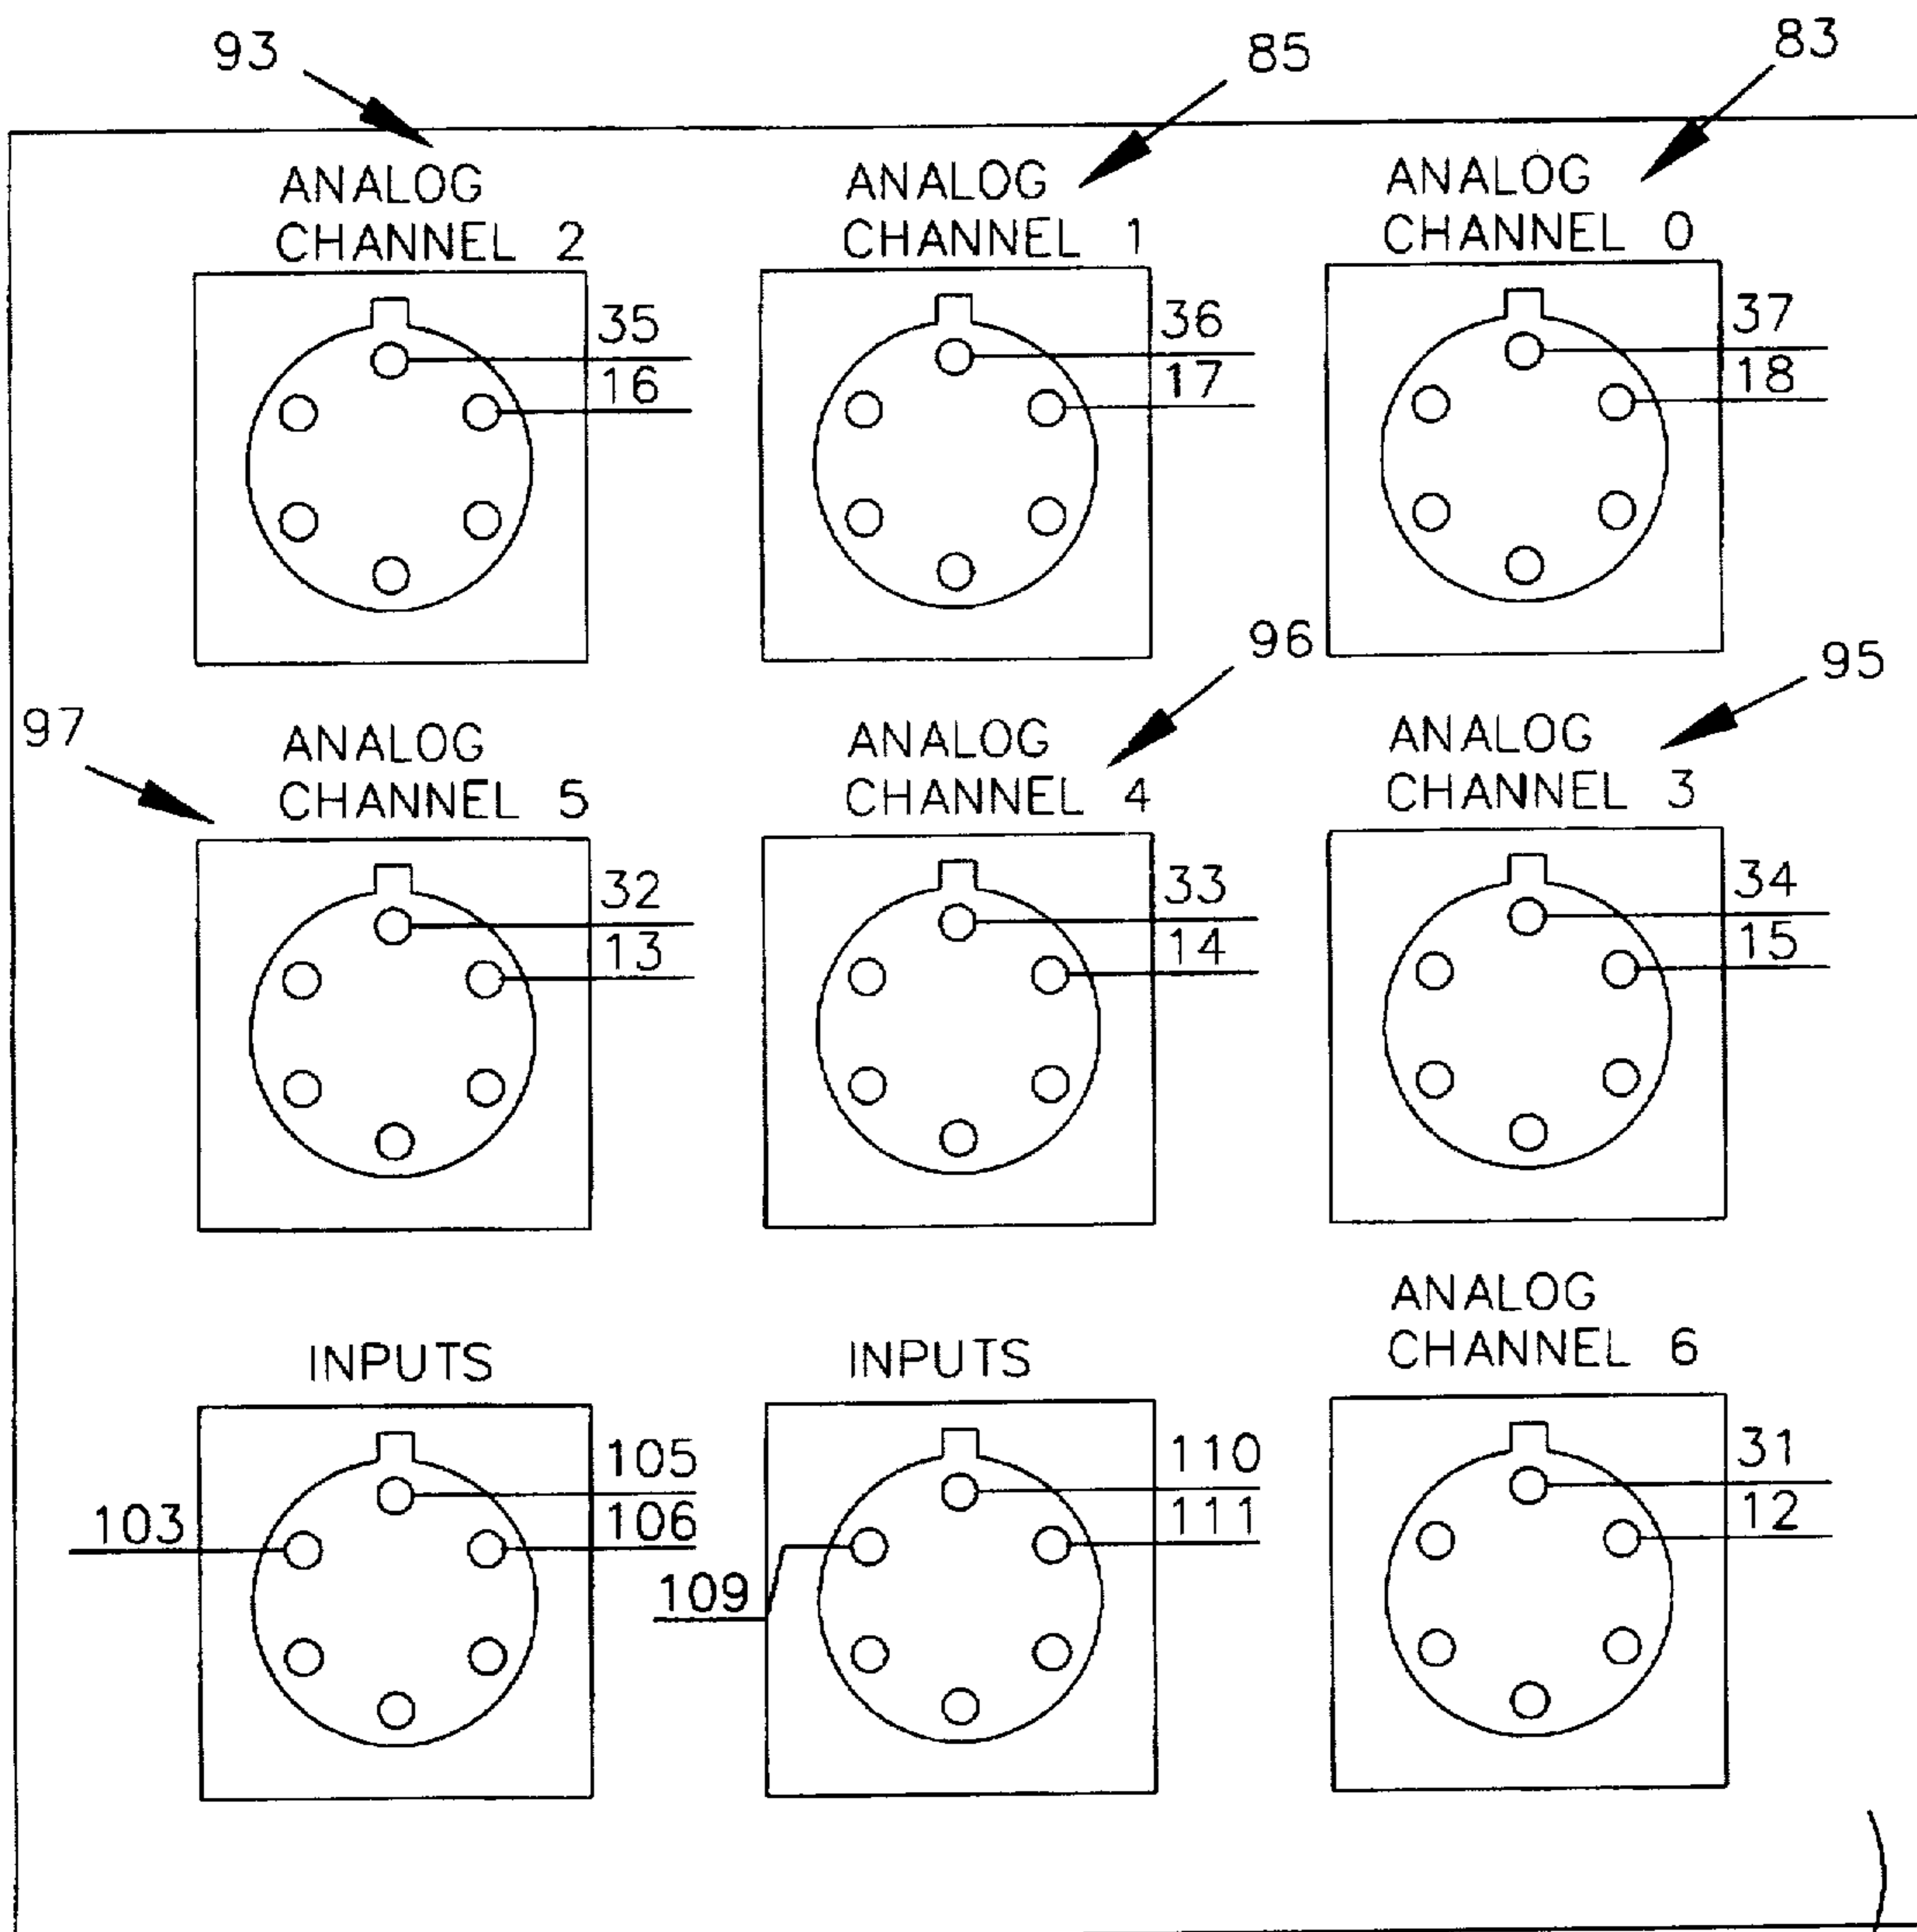 93
85
83
ANALOG
CHANNEL 2
ANALOG
CHANNEL 1
ANALOG
CHANNEL 0
35
16
36
17
37
18
97
96
95
ANALOG
CHANNEL 5
ANALOG
CHANNEL 4
ANALOG
CHANNEL 3
32
13
33
14
34
15
INPUTS
INPUTS
ANALOG
CHANNEL 6
103
105
106
109
110
111
31
12